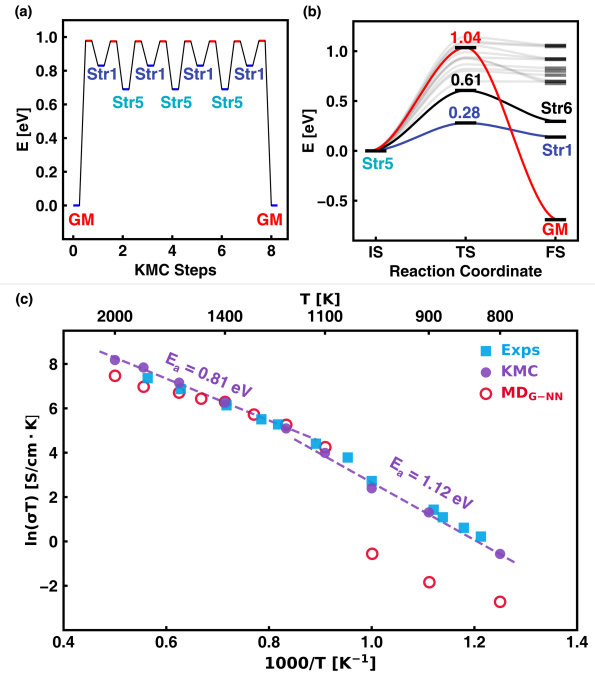 (a)
E [eV]
1.0
0.8
0.6
0.4
0.2
0.0
Str1 Str1 Str1 Str1
Str5 Str5 Str5
GM GM
0 2 4 6 8
KMC Steps
(b)
E [eV]
1.0
0.5
0.0
−0.5
1.04
0.61
0.28
Str5
Str6
Str1
GM
IS TS FS
Reaction Coordinate
(c)
T [K]
2000 1400 1100 900 800
ln(σT) [S/cm · K]
8
6
4
2
0
−2
Ea = 0.81 eV
Ea = 1.12 eV
Exps
KMC
MDG−NN
0.4 0.6 0.8 1.0 1.2 1.4
1000/T [K−1]